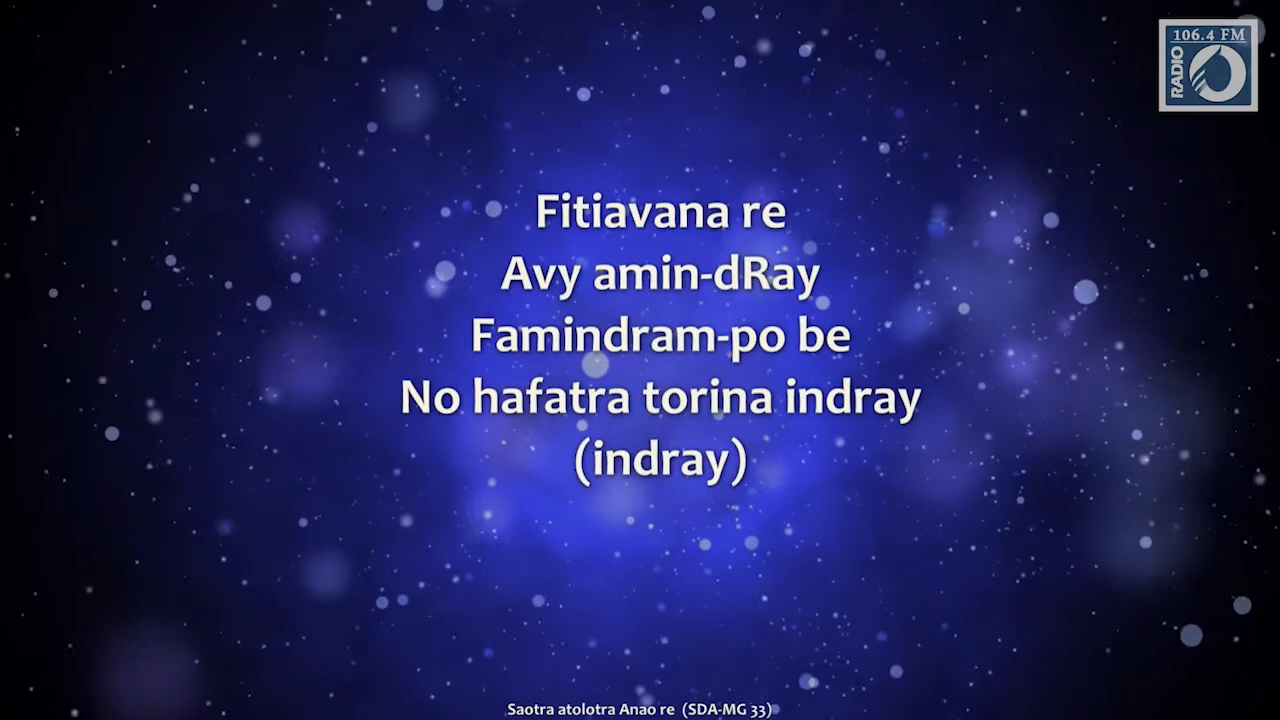 106.4 FM
RADIO
Fitiavana re
Avy amin-dRay
Famindram-po be
No hafatra torina indray
(indray)
Saotra atolotra Anao re (SDA-MG 33)